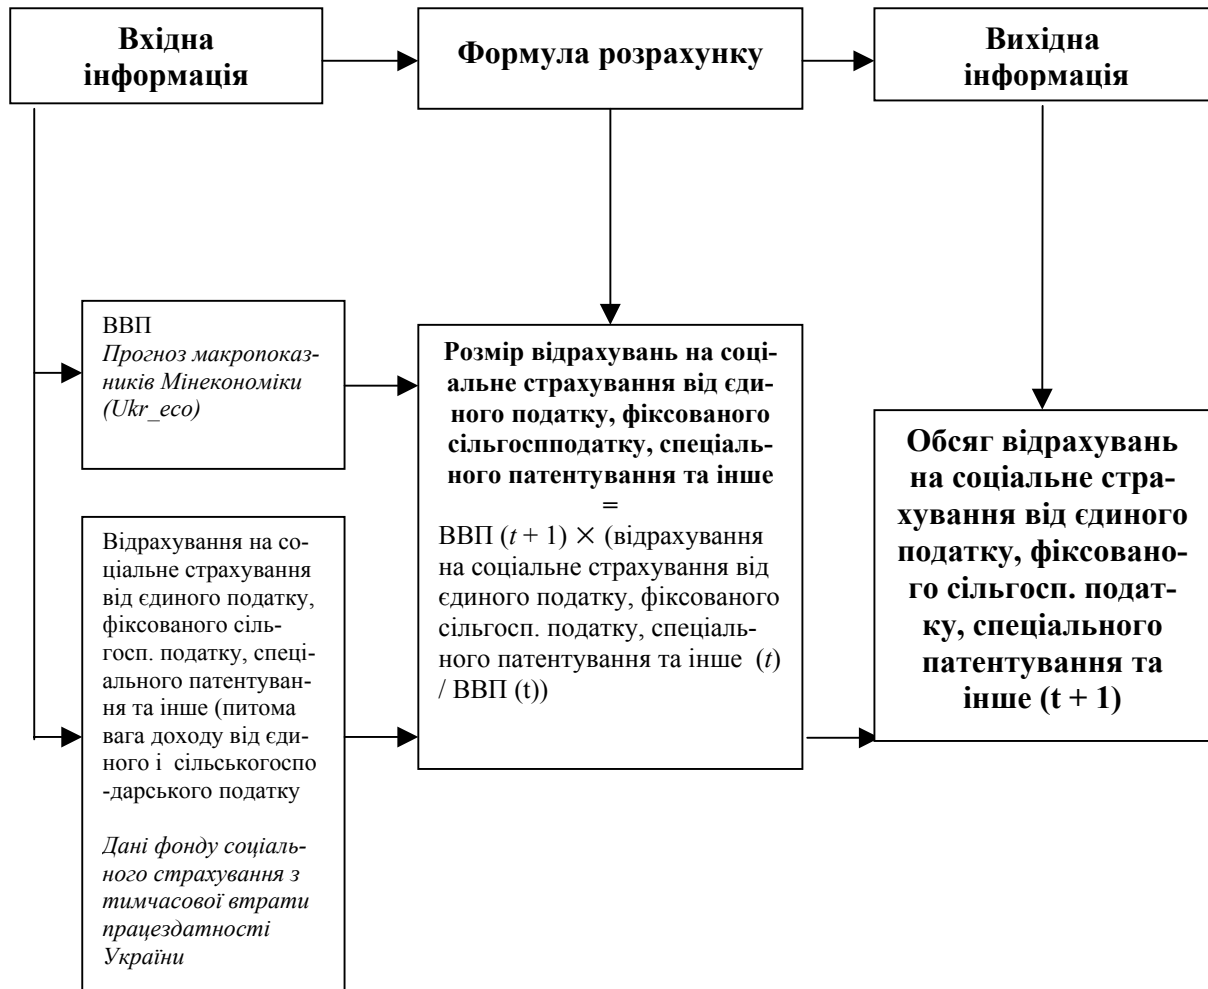 Вхідна
інформація
Формула розрахунку
Вихідна
інформація
ВВП
Прогноз макропоказ-
ників Мінекономіки
(Ukr_eco)
Відрахування на со-
ціальне страхування
від єдиного податку,
фіксованого сіль-
госп. податку, спеці-
ального патентуван-
ня та інше (питома
вага доходу від єди-
ного і  сільськогоспо
-дарського податку
Дані фонду соціаль-
ного страхування з
тимчасової втрати
працездатності
України
Розмір відрахувань на соці-
альне страхування від єди-
ного податку, фіксованого
сільгоспподатку, спеціаль-
ного патентування та інше
=
ВВП (t + 1) × (відрахування
на соціальне страхування від
єдиного податку, фіксованого
сільгосп. податку, спеціаль-
ного патентування та інше  (t)
/ ВВП (t))
Обсяг відрахувань
на соціальне стра-
хування від єдиного
податку, фіксовано-
го сільгосп. подат-
ку, спеціального
патентування та
інше (t + 1)